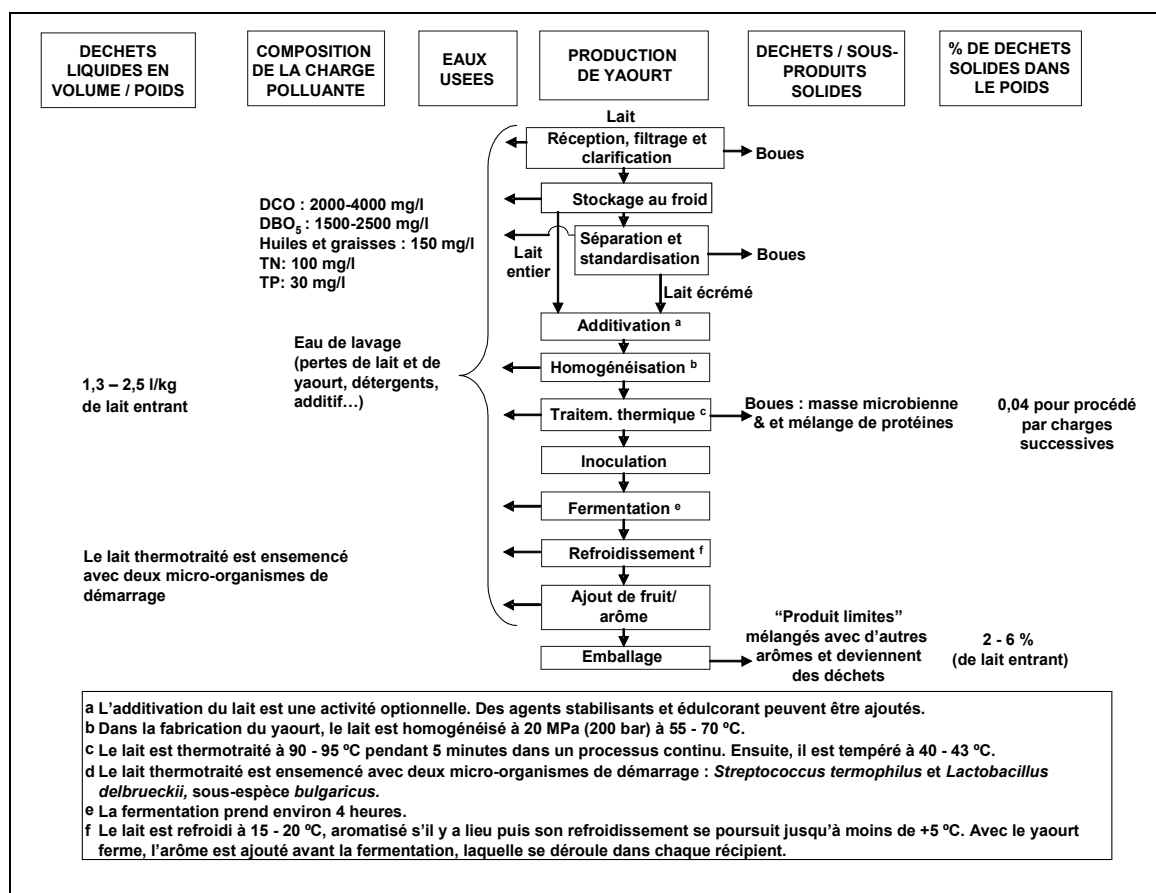 DECHETS
LIQUIDES EN
VOLUME / POIDS
COMPOSITION
DE LA CHARGE
POLLUANTE
EAUX
USEES
PRODUCTION
DE YAOURT
DECHETS / SOUS-
PRODUITS
SOLIDES
% DE DECHETS
SOLIDES DANS
LE POIDS
Lait
Réception, filtrage et
clarification
Boues
Stockage au froid
DCO : 2000-4000 mg/l
DBO5 : 1500-2500 mg/l
Huiles et graisses : 150 mg/l
TN: 100 mg/l
TP: 30 mg/l
Lait
entier
Séparation et
standardisation
Boues
Lait écrémé
Additivation a
Eau de lavage
(pertes de lait et de
yaourt, détergents,
additif…)
Homogénéisation b
1,3 – 2,5 l/kg
de lait entrant
Traitem. thermique c
Boues : masse microbienne
& et mélange de protéines
0,04 pour procédé
par charges
successives
Inoculation
Fermentation e
Refroidissement f
Le lait thermotraité est ensemencé
avec deux micro-organismes de
démarrage
Ajout de fruit/
arôme
Emballage
“Produit limites”
mélangés avec d’autres
arômes et deviennent
des déchets
2 - 6 %
(de lait entrant)
a L’additivation du lait est une activité optionnelle. Des agents stabilisants et édulcorant peuvent être ajoutés.
b Dans la fabrication du yaourt, le lait est homogénéisé à 20 MPa (200 bar) à 55 - 70 ºC.
c Le lait est thermotraité à 90 - 95 ºC pendant 5 minutes dans un processus continu. Ensuite, il est tempéré à 40 - 43 ºC.
d Le lait thermotraité est ensemencé avec deux micro-organismes de démarrage : Streptococcus termophilus et Lactobacillus
delbrueckii, sous-espèce bulgaricus.
e La fermentation prend environ 4 heures.
f Le lait est refroidi à 15 - 20 ºC, aromatisé s’il y a lieu puis son refroidissement se poursuit jusqu’à moins de +5 ºC. Avec le yaourt
ferme, l’arôme est ajouté avant la fermentation, laquelle se déroule dans chaque récipient.